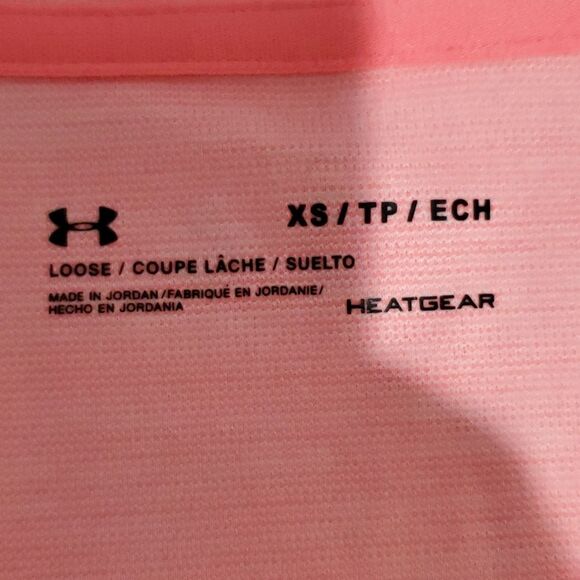 XS / TP / ECH
LOOSE / COUPE LÂCHE / SUELTO
MADE IN JORDAN / FABRIQUÉ EN JORDANIE /
HECHO EN JORDANIA
HEATGEAR